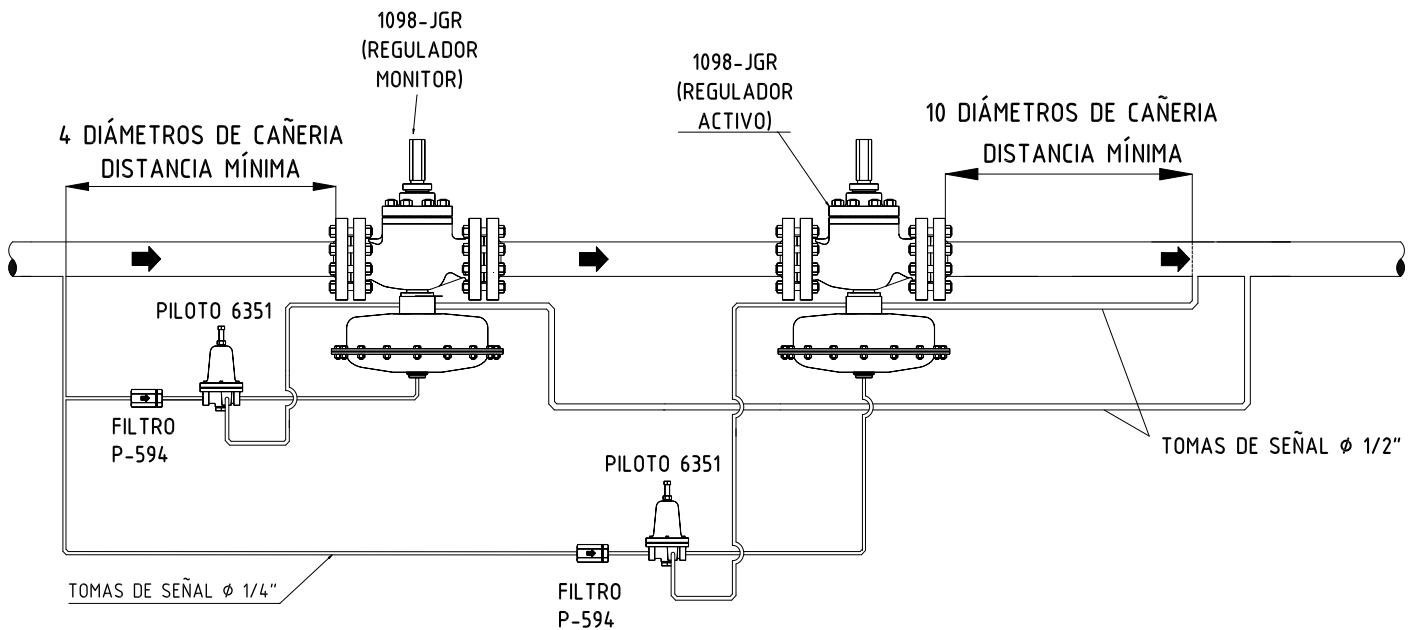 1098-JGR
(REGULADOR
MONITOR)
1098-JGR
(REGULADOR
ACTIVO)
4 DIÁMETROS DE CAÑERIA
DISTANCIA MÍNIMA
10 DIÁMETROS DE CAÑERIA
DISTANCIA MÍNIMA
PILOTO 6351
FILTRO
P-594
TOMAS DE SEÑAL ϕ 1/2"
PILOTO 6351
TOMAS DE SEÑAL ϕ 1/4"
FILTRO
P-594